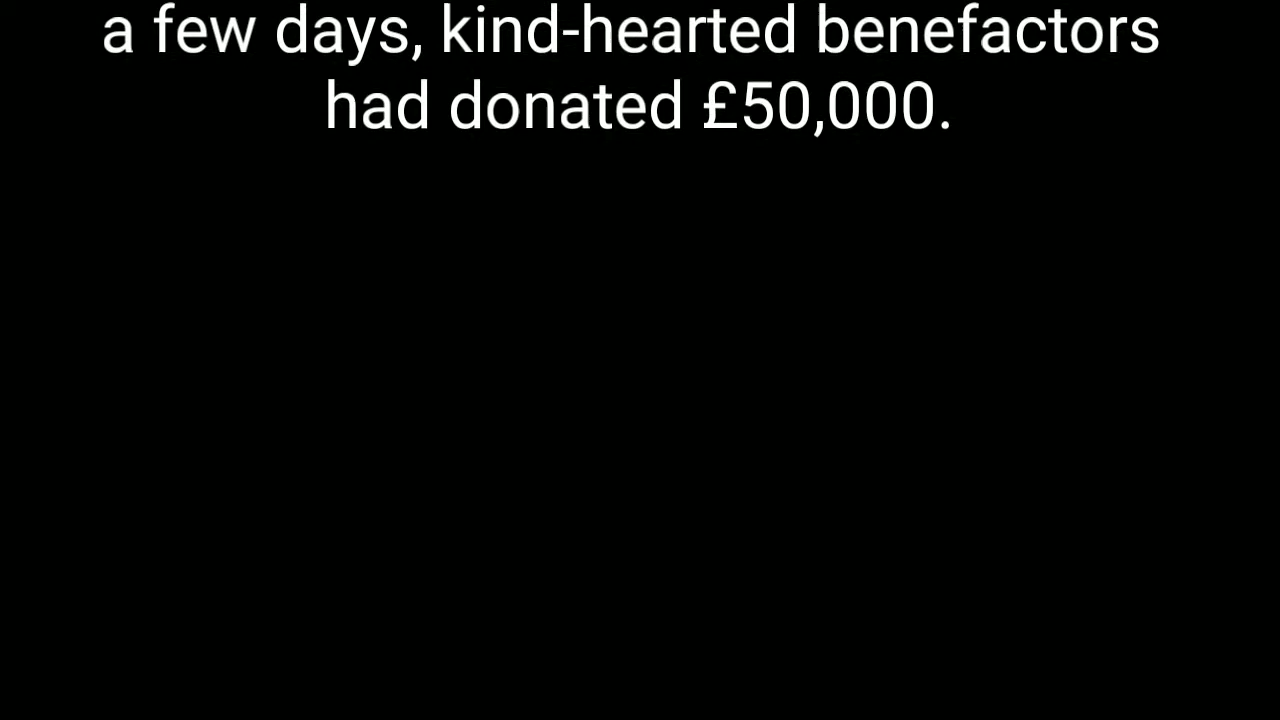 a few days, kind-hearted benefactors
had donated £50,000.